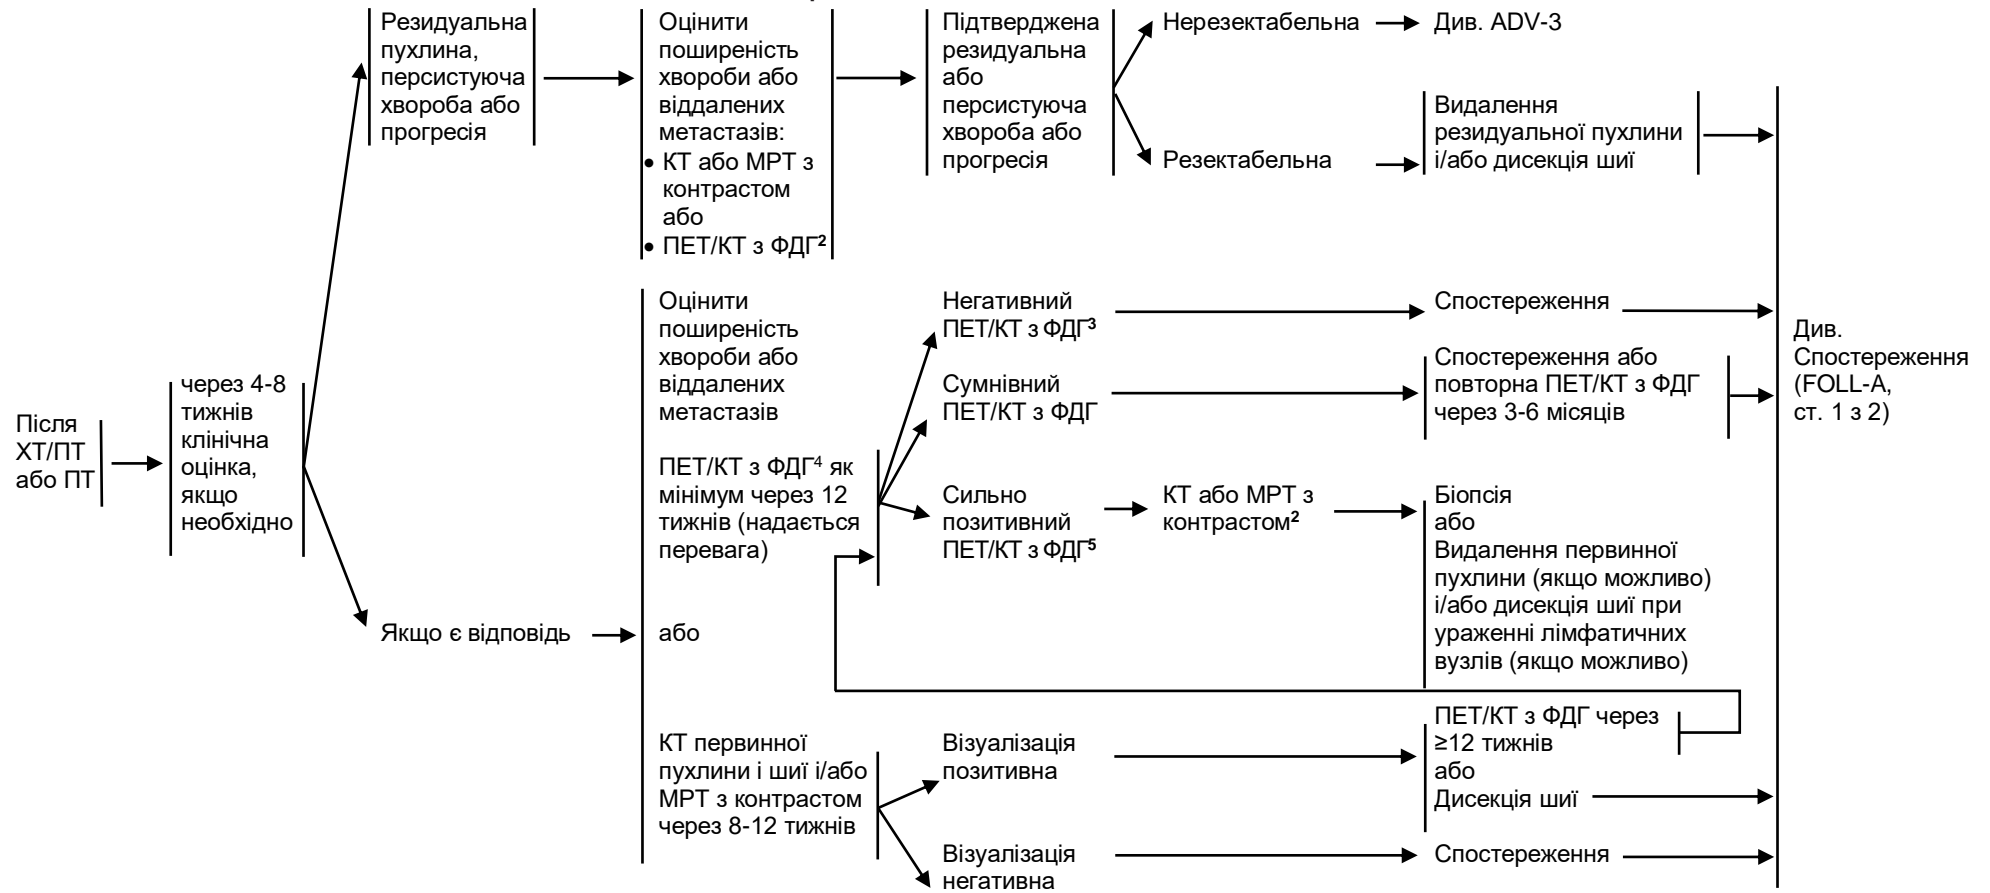 Резидуальна
пухлина,
персистуюча
хвороба або
прогресія
Оцінити
поширеність
хвороби або
віддалених
метастазів:
• КТ або МРТ з
контрастом
або
• ПЕТ/КТ з ФДГ²
Підтверджена
резидуальна
або
персистуюча
хвороба або
прогресія
Нерезектабельна
Див. ADV-3
Резектабельна
Видалення
резидуальної пухлини
і/або дисекція шиї
Після
ХТ/ПТ
або ПТ
через 4-8
тижнів
клінічна
оцінка,
якщо
необхідно
Якщо є відповідь
Оцінити
поширеність
хвороби або
віддалених
метастазів
ПЕТ/КТ з ФДГ⁴ як
мінімум через 12
тижнів (надається
перевага)
або
КТ первинної
пухлини і шиї і/або
МРТ з контрастом
через 8-12 тижнів
Негативний
ПЕТ/КТ з ФДГ³
Спостереження
Сумнівний
ПЕТ/КТ з ФДГ
Спостереження або
повторна ПЕТ/КТ з ФДГ
через 3-6 місяців
Сильно
позитивний
ПЕТ/КТ з ФДГ⁵
КТ або МРТ з
контрастом²
Біопсія
або
Видалення первинної
пухлини (якщо можливо)
і/або дисекція шиї при
ураженні лімфатичних
вузлів (якщо можливо)
Візуалізація
позитивна
ПЕТ/КТ з ФДГ через
≥12 тижнів
або
Дисекція шиї
Візуалізація
негативна
Спостереження
Див.
Спостереження
(FOLL-A,
ст. 1 з 2)